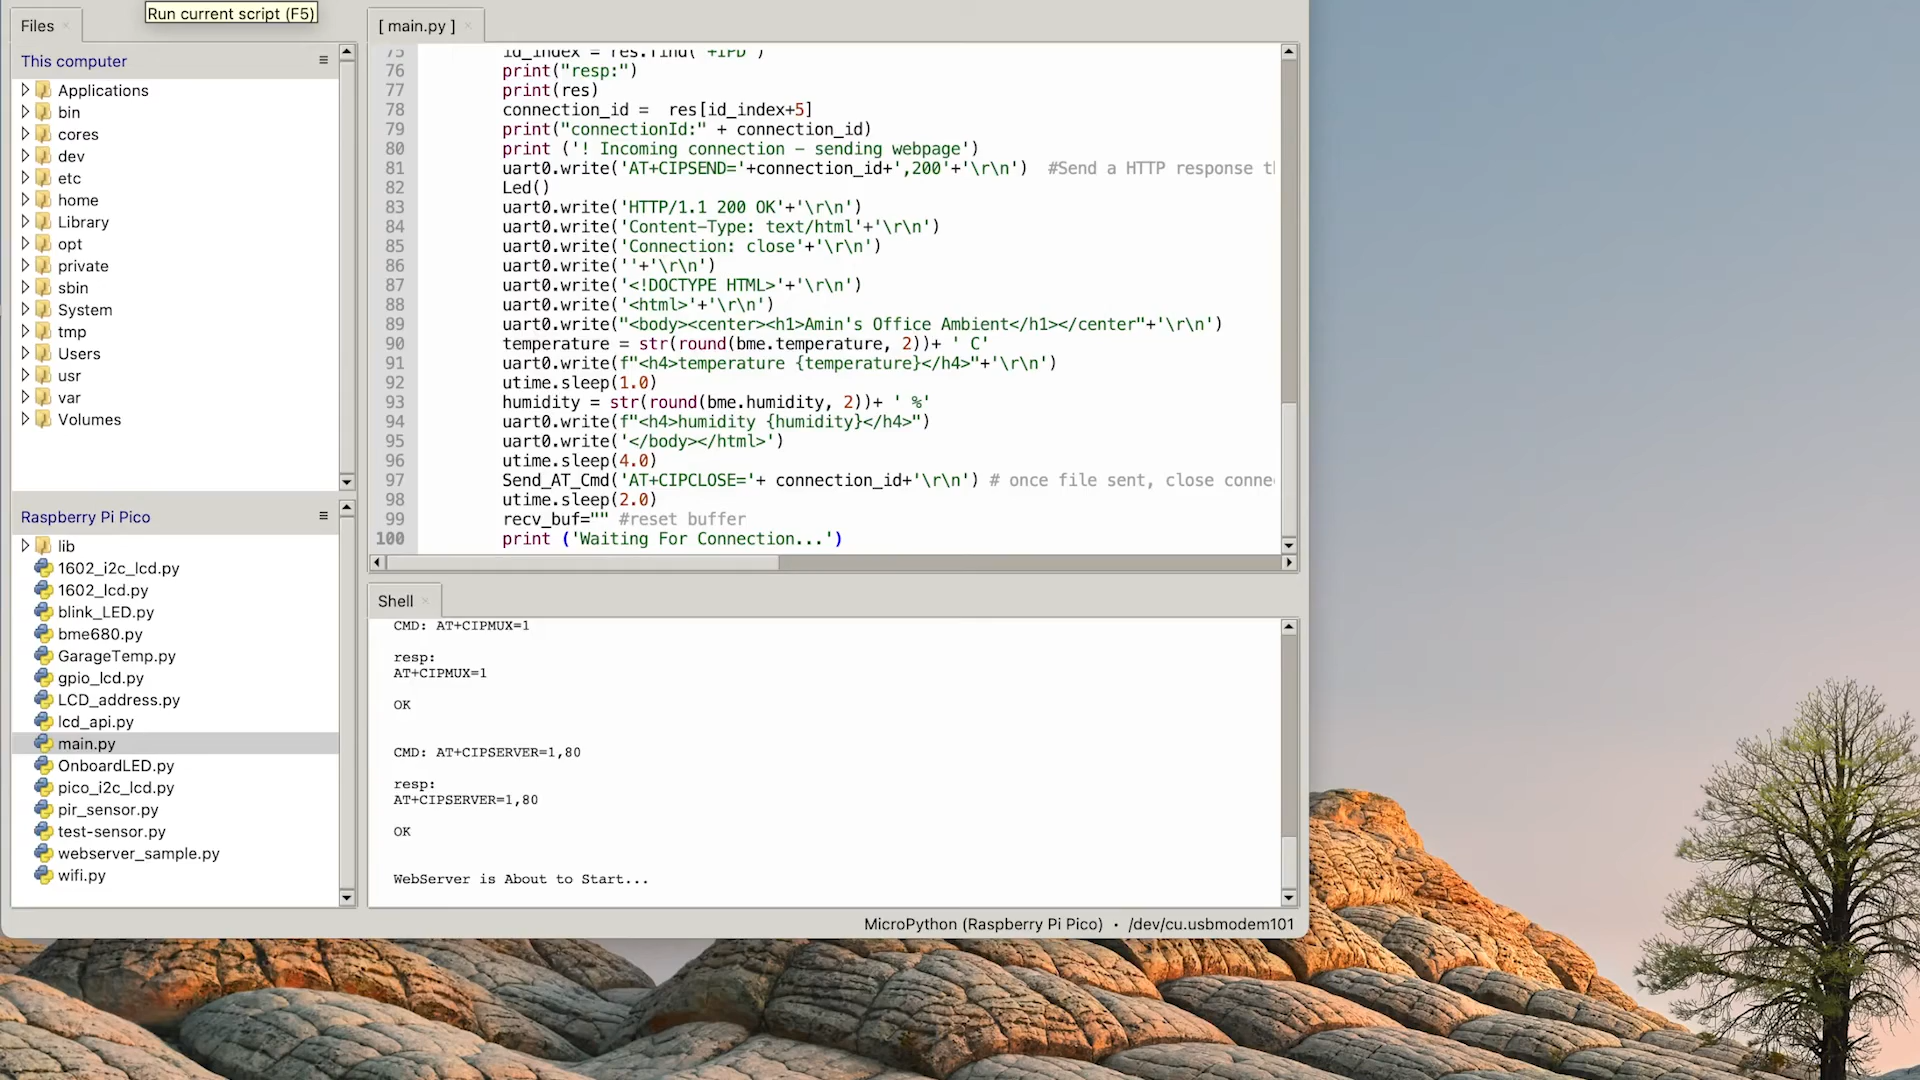 Run current script (F5)
Files
This computer
Applications
bin
cores
dev
etc
home
Library
opt
private
sbin
System
tmp
Users
usr
var
Volumes
Raspberry Pi Pico
lib
1602_i2c_lcd.py
1602_lcd.py
blink_LED.py
bme680.py
GarageTemp.py
gpio_lcd.py
LCD_address.py
lcd_api.py
main.py
OnboardLED.py
pico_i2c_lcd.py
pir_sensor.py
test-sensor.py
webserver_sample.py
wifi.py
[ main.py ]
75 id_index = res.find( +IPD )
76 print("resp:")
77 print(res)
78 connection_id =  res[id_index+5]
79 print("connectionId:" + connection_id)
80 print ('! Incoming connection - sending webpage')
81 uart0.write('AT+CIPSEND='+connection_id+',200'+'\r\n')  #Send a HTTP response
82 Led()
83 uart0.write('HTTP/1.1 200 OK'+'\r\n')
84 uart0.write('Content-Type: text/html'+'\r\n')
85 uart0.write('Connection: close'+'\r\n')
86 uart0.write(''+'\r\n')
87 uart0.write('<!DOCTYPE HTML>'+'\r\n')
88 uart0.write('<html>'+'\r\n')
89 uart0.write("<body><center><h1>Amin's Office Ambient</h1></center"+'\r\n')
90 temperature = str(round(bme.temperature, 2))+ ' C'
91 uart0.write(f"<h4>temperature {temperature}</h4>"+'\r\n')
92 utime.sleep(1.0)
93 humidity = str(round(bme.humidity, 2))+ ' %'
94 uart0.write(f"<h4>humidity {humidity}</h4>")
95 uart0.write('</body></html>')
96 utime.sleep(4.0)
97 Send_AT_Cmd('AT+CIPCLOSE='+ connection_id+'\r\n') # once file sent, close conne
98 utime.sleep(2.0)
99 recv_buf="" #reset buffer
100 print ('Waiting For Connection...')
Shell
CMD: AT+CIPMUX=1
resp:
AT+CIPMUX=1
OK
CMD: AT+CIPSERVER=1,80
resp:
AT+CIPSERVER=1,80
OK
WebServer is About to Start...
MicroPython (Raspberry Pi Pico) • /dev/cu.usbmodem101